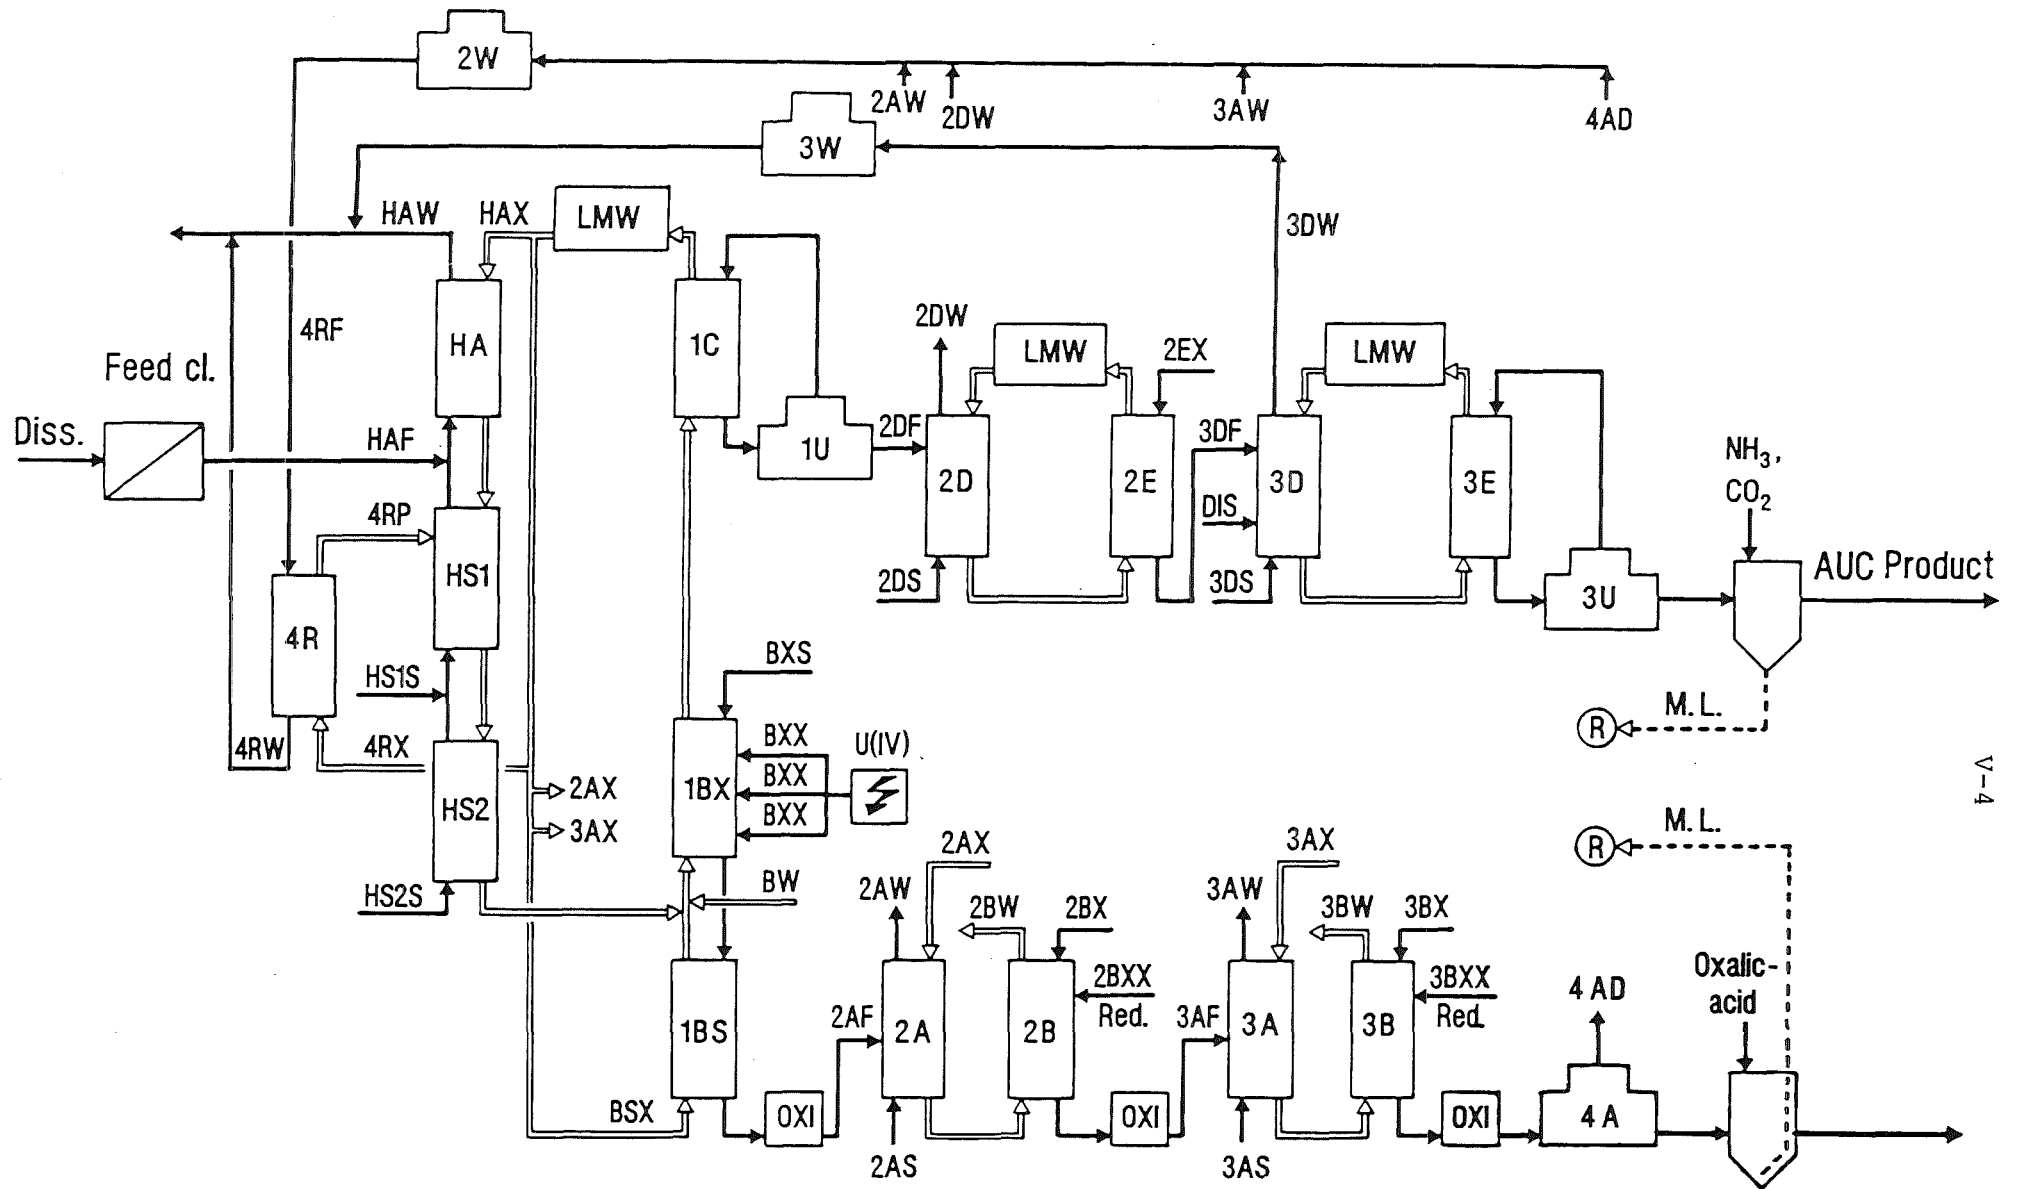 2W
2AW
2DW
3AW
4AD
3W
HAW
HAX
LMW
3DW
4RF
HA
1C
2DW
LMW
2EX
LMW
Feed cl.
Diss.
HAF
1U
2DF
2D
2E
3DF
3D
3E
NH3,
CO2
4RP
DIS
HS1
2DS
3DS
3U
AUC Product
4R
HS1S
BXS
M.L.
R
4RW
4RX
BXX
U(IV)
BXX
BXX
1BX
2AX
3AX
HS2
V-4
M.L.
R
HS2S
BW
2AX
3AX
2AW
2BW
2BX
3AW
3BW
3BX
2BXX
Red.
3BXX
Red.
Oxalic-
acid
4AD
1BS
2AF
2A
2B
3AF
3A
3B
BSX
OXI
OXI
OXI
4A
2AS
3AS